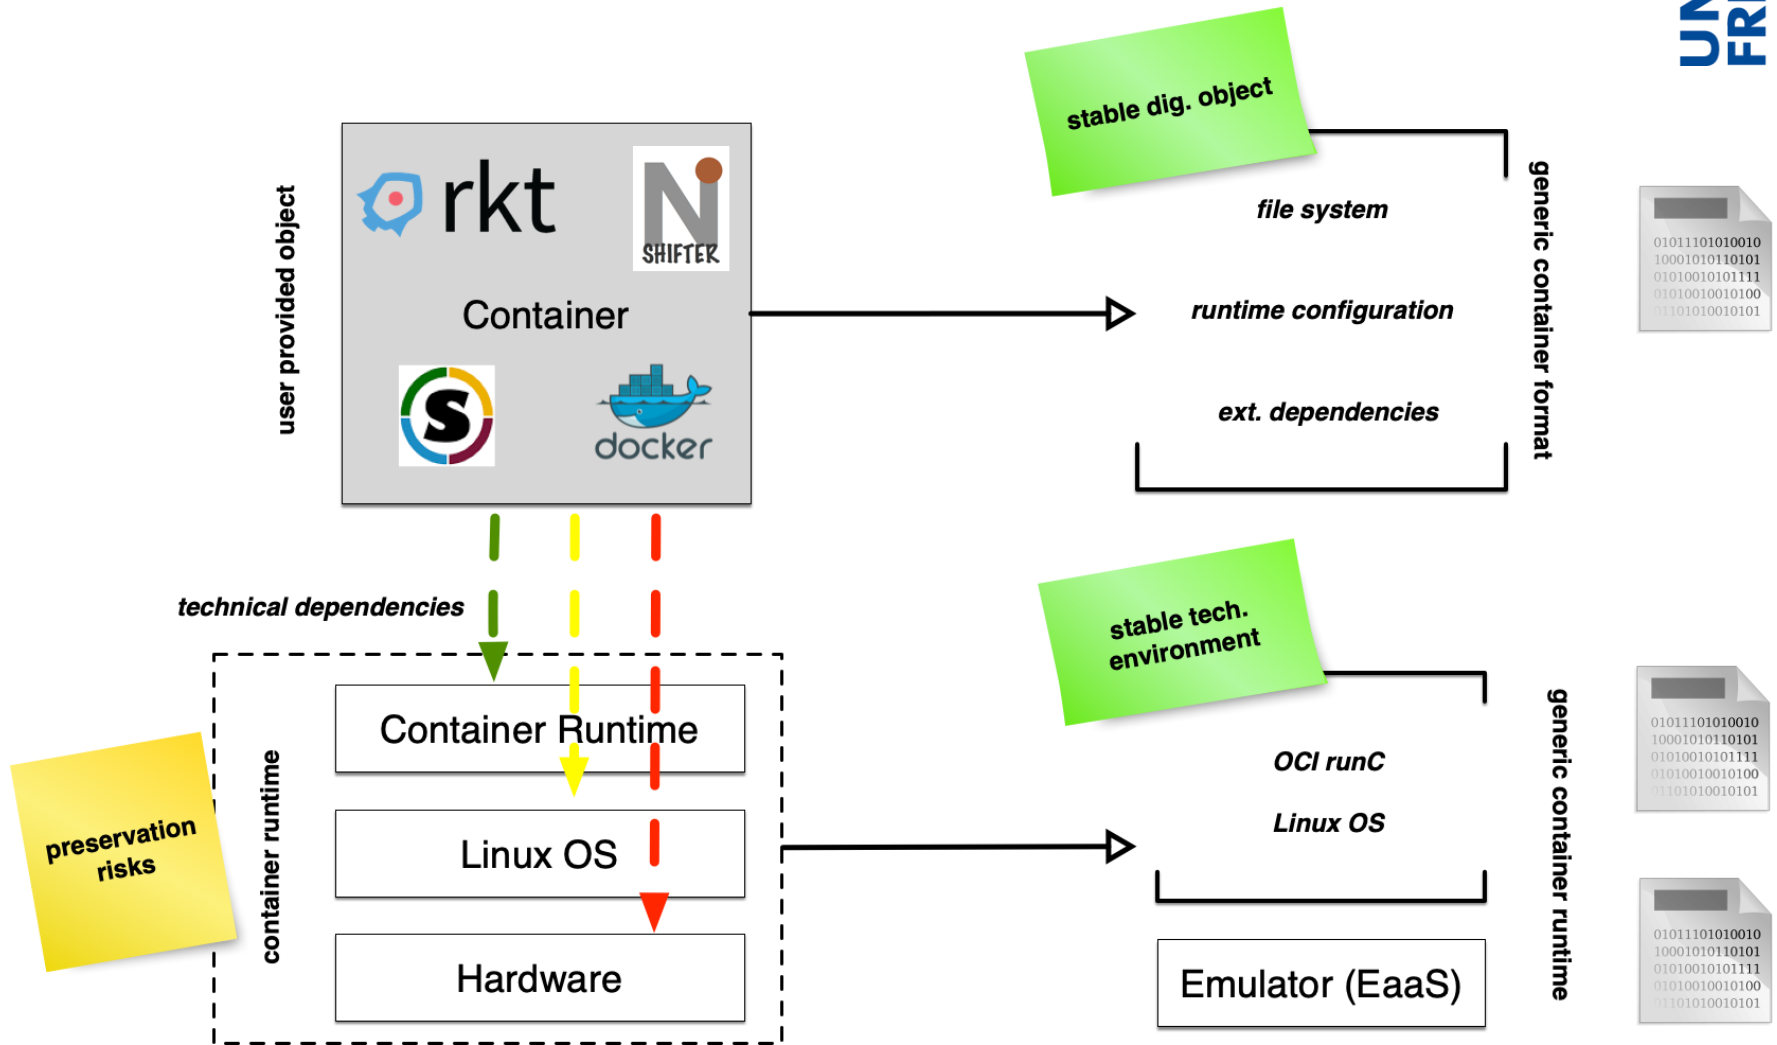 UN
FRE
stable dig. object
user provided object
rkt
N
SHIFTER
Container
S
docker
file system
runtime configuration
ext. dependencies
generic container format
01011101010010
10001010110101
01010010101111
01010010010100
01101010010101
technical dependencies
stable tech.
environment
preservation
risks
container runtime
Container Runtime
Linux OS
Hardware
OCI runC
Linux OS
Emulator (EaaS)
generic container runtime
01011101010010
10001010110101
01010010101111
01010010010100
01101010010101
01011101010010
10001010110101
01010010101111
01010010010100
01101010010101